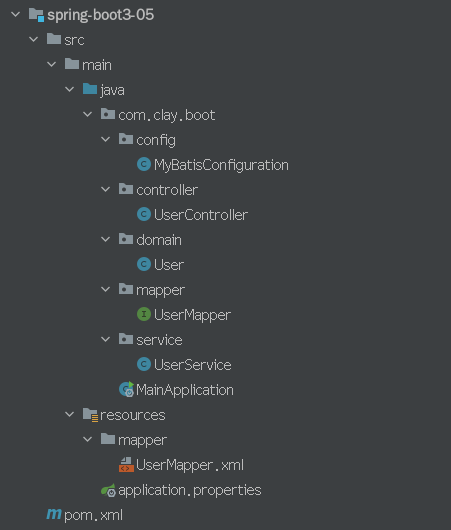 spring-boot3-05
src
main
java
com.clay.boot
config
MyBatisConfiguration
controller
UserController
domain
User
mapper
UserMapper
service
UserService
MainApplication
resources
mapper
UserMapper.xml
application.properties
pom.xml